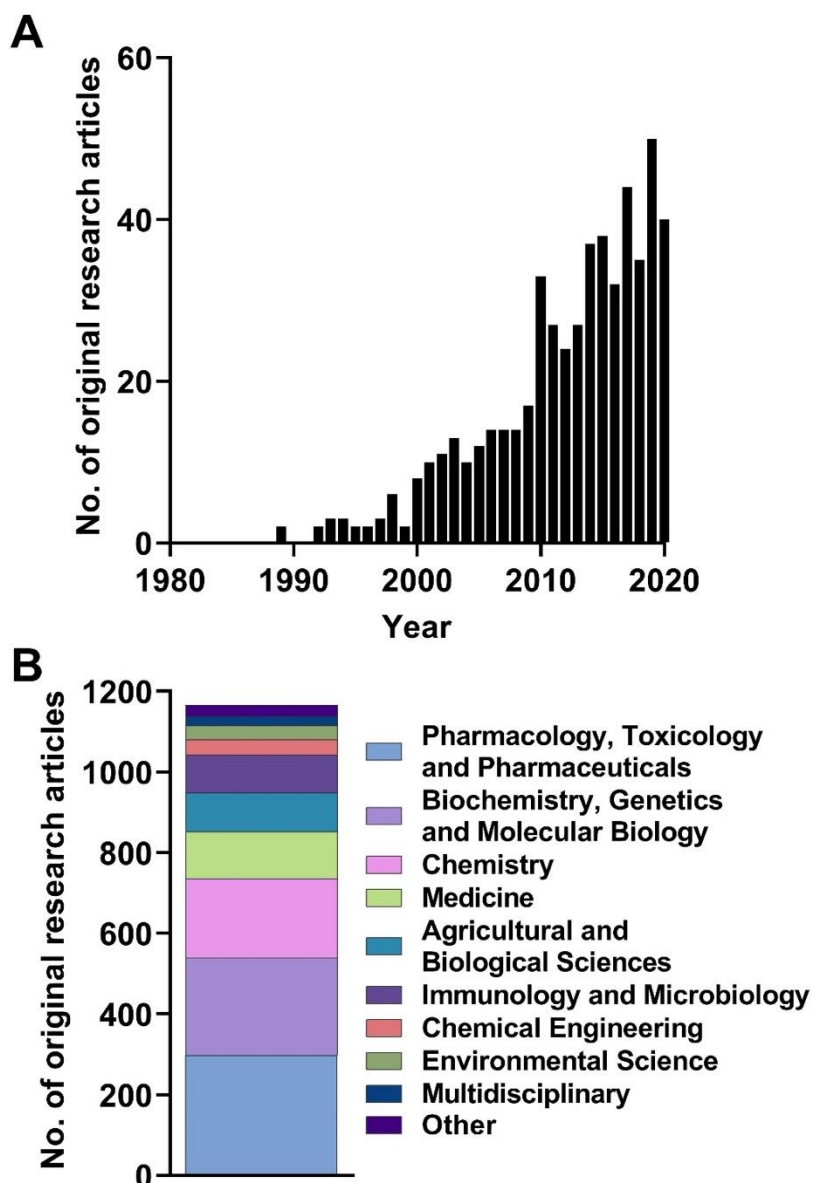 A
No. of original research articles
60
40
20
0
1980 1990 2000 2010 2020
Year
B
No. of original research articles
1200
1000
800
600
400
200
0
Pharmacology, Toxicology
and Pharmaceuticals
Biochemistry, Genetics
and Molecular Biology
Chemistry
Medicine
Agricultural and
Biological Sciences
Immunology and Microbiology
Chemical Engineering
Environmental Science
Multidisciplinary
Other